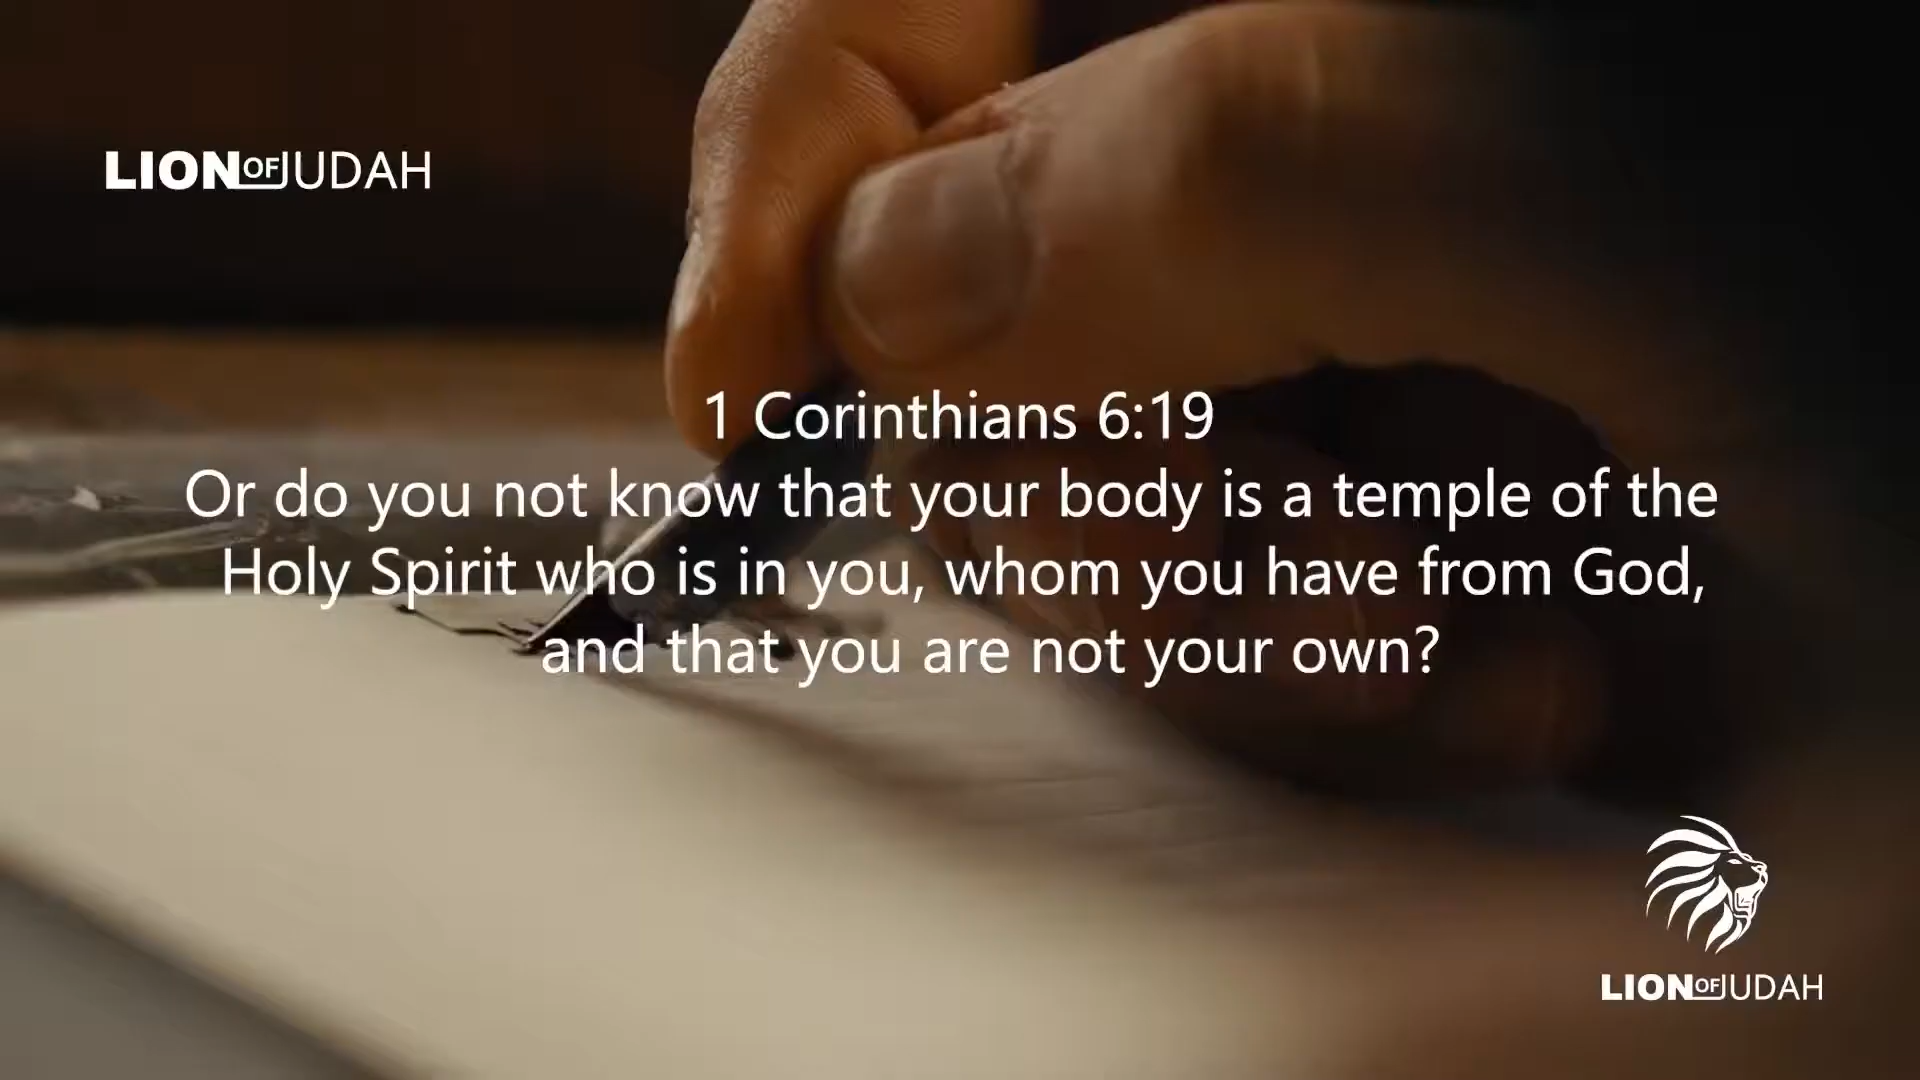 LION OF JUDAH
1 Corinthians 6:19
Or do you not know that your body is a temple of the
Holy Spirit who is in you, whom you have from God,
and that you are not your own?
LION OF JUDAH